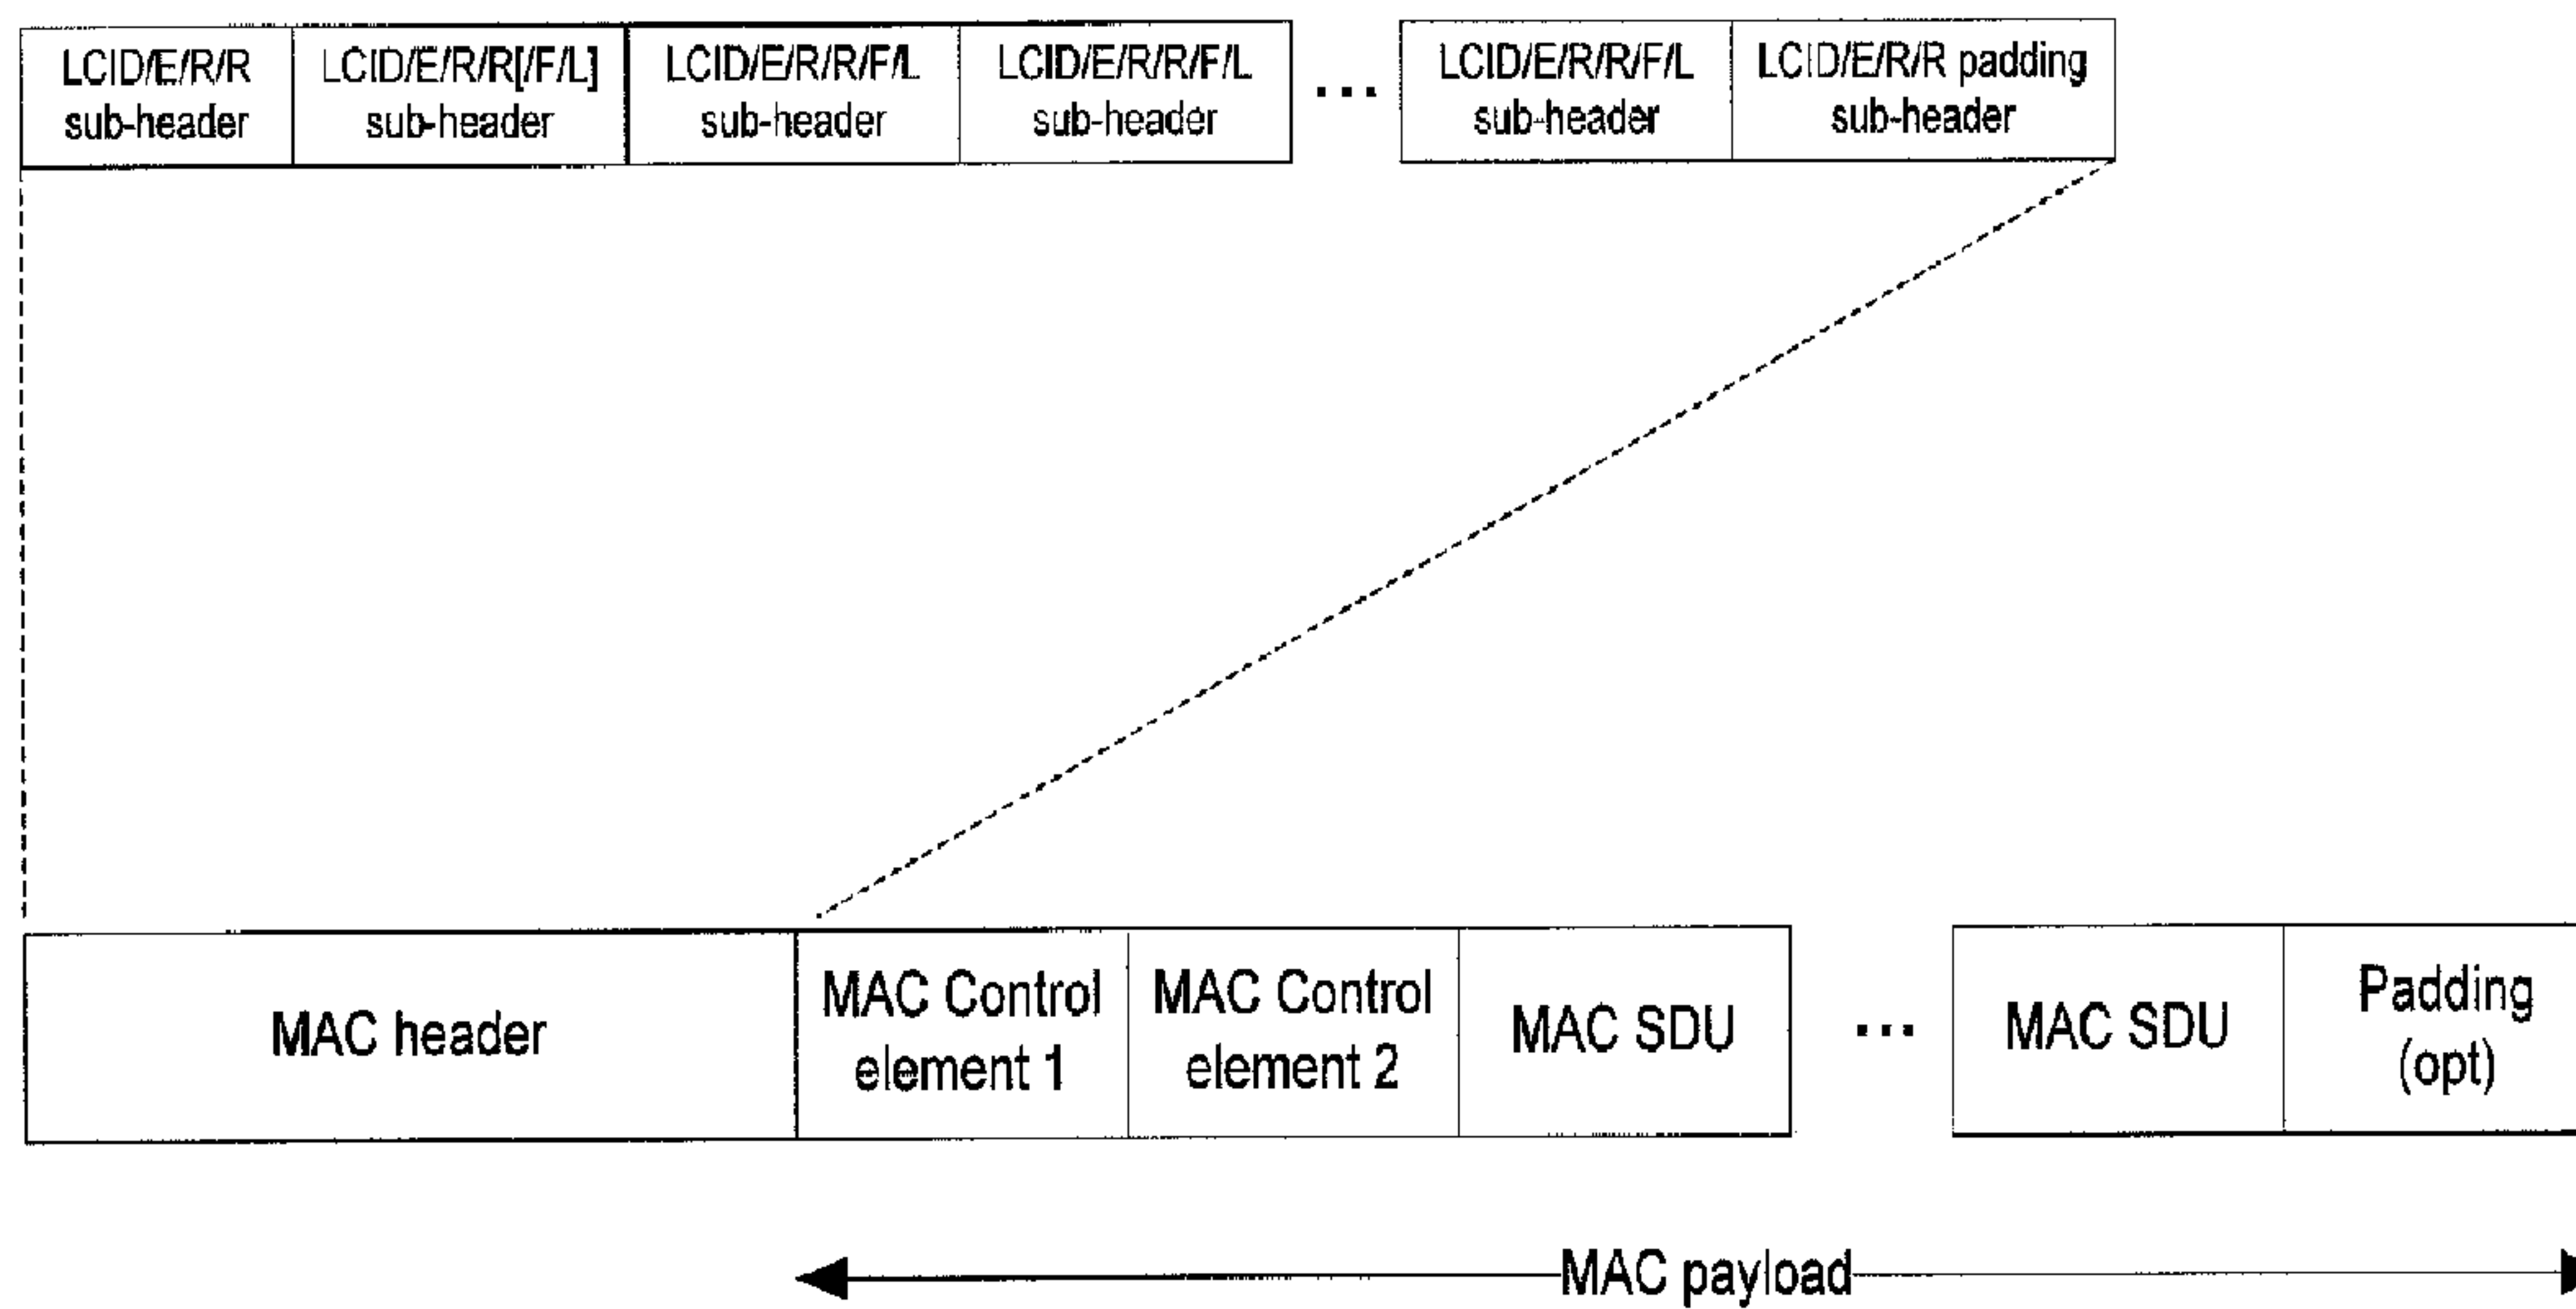 LCID/E/R/R
sub-header
LCID/E/R/R[/F/L]
sub-header
LCID/E/R/R/F/L
sub-header
LCID/E/R/R/F/L
sub-header
...
LCID/E/R/R/F/L
sub-header
LCID/E/R/R padding
sub-header
MAC header
MAC Control
element 1
MAC Control
element 2
MAC SDU
...
MAC SDU
Padding
(opt)
MAC payload